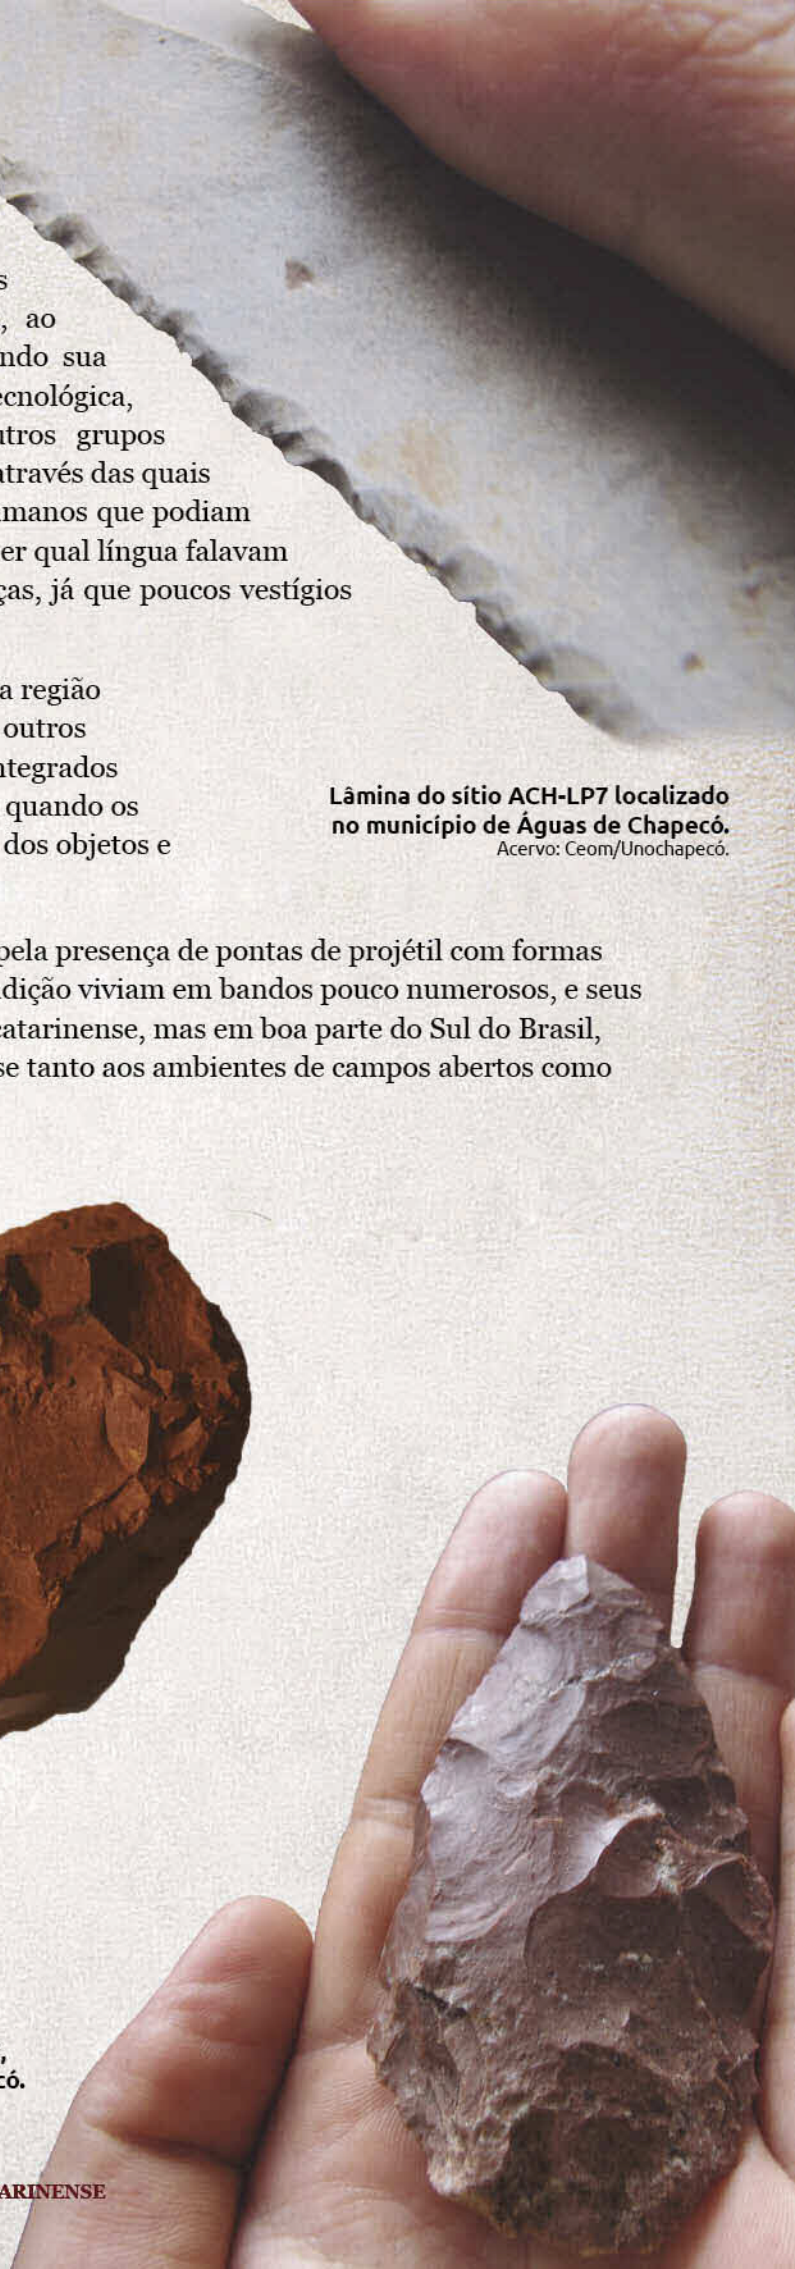 s
, ao
ndo sua
ecnológica,
utros grupos
através das quais
umanos que podiam
er qual língua falavam
ças, já que poucos vestígios
a região
outros
ntegrados
quando os
dos objetos e
Lâmina do sítio ACH-LP7 localizado
no município de Águas de Chapecó.
Acervo: Ceom/Unochapecó.
pela presença de pontas de projétil com formas
dição viviam em bandos pouco numerosos, e seus
catarinense, mas em boa parte do Sul do Brasil,
se tanto aos ambientes de campos abertos como
,
có.
ARINENSE